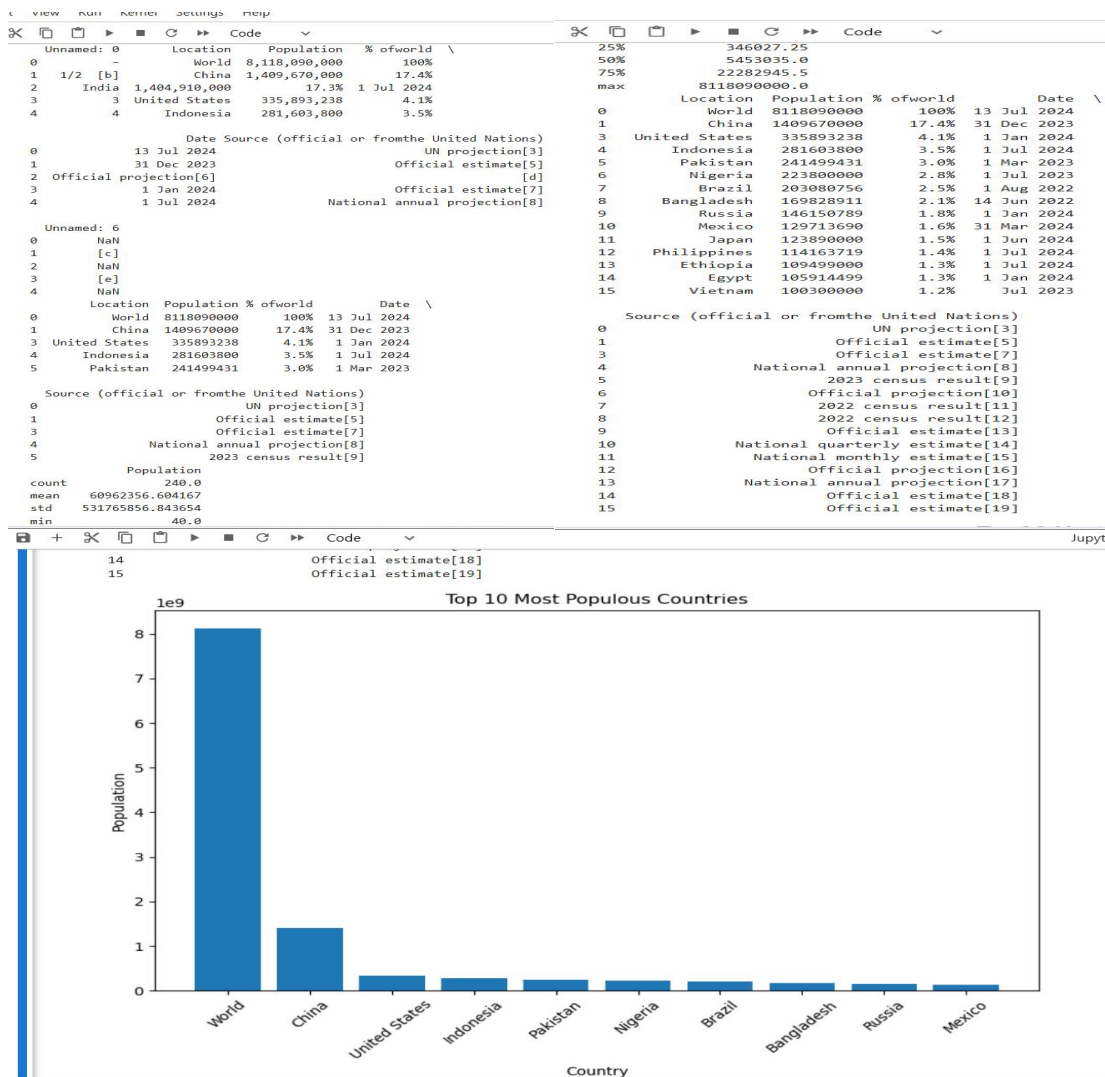 View Run Kernel Settings Help
Code
Unnamed: 0 Location Population % ofworld \
0 - World 8,118,090,000 100%
1 1/2 [b] China 1,409,670,000 17.4%
2 India 1,404,910,000 17.3% 1 Jul 2024
3 3 United States 335,893,238 4.1%
4 4 Indonesia 281,603,800 3.5%
Date Source (official or fromthe United Nations)
0 13 Jul 2024 UN projection[3]
1 31 Dec 2023 Official estimate[5]
2 Official projection[6] [d]
3 1 Jan 2024 Official estimate[7]
4 1 Jul 2024 National annual projection[8]
Unnamed: 6
0 NaN
1 [c]
2 NaN
3 [e]
4 NaN
Location Population % ofworld Date \
0 World 8118090000 100% 13 Jul 2024
1 China 1409670000 17.4% 31 Dec 2023
3 United States 335893238 4.1% 1 Jan 2024
4 Indonesia 281603800 3.5% 1 Jul 2024
5 Pakistan 241499431 3.0% 1 Mar 2023
Source (official or fromthe United Nations)
0 UN projection[3]
1 Official estimate[5]
3 Official estimate[7]
4 National annual projection[8]
5 2023 census result[9]
Population
count 240.0
mean 60962356.604167
std 531765856.843654
min 40.0
Code
25% 346027.25
50% 5453035.0
75% 22282945.5
max 8118090000.0
Location Population % ofworld Date \
0 World 8118090000 100% 13 Jul 2024
1 China 1409670000 17.4% 31 Dec 2023
3 United States 335893238 4.1% 1 Jan 2024
4 Indonesia 281603800 3.5% 1 Jul 2024
5 Pakistan 241499431 3.0% 1 Mar 2023
6 Nigeria 223800000 2.8% 1 Jul 2023
7 Brazil 203080756 2.5% 1 Aug 2022
8 Bangladesh 169828911 2.1% 14 Jun 2022
9 Russia 146150789 1.8% 1 Jan 2024
10 Mexico 129713690 1.6% 31 Mar 2024
11 Japan 123890000 1.5% 1 Jun 2024
12 Philippines 114163719 1.4% 1 Jul 2024
13 Ethiopia 109499000 1.3% 1 Jul 2024
14 Egypt 105914499 1.3% 1 Jan 2024
15 Vietnam 100300000 1.2% Jul 2023
Source (official or fromthe United Nations)
0 UN projection[3]
1 Official estimate[5]
3 Official estimate[7]
4 National annual projection[8]
5 2023 census result[9]
6 Official projection[10]
7 2022 census result[11]
8 2022 census result[12]
9 Official estimate[13]
10 National quarterly estimate[14]
11 National monthly estimate[15]
12 Official projection[16]
13 National annual projection[17]
14 Official estimate[18]
15 Official estimate[19]
Code Jupyt
14 Official estimate[18]
15 Official estimate[19]
Top 10 Most Populous Countries
1e9
8
7
6
5
4
3
2
1
0
Population
World China United States Indonesia Pakistan Nigeria Brazil Bangladesh Russia Mexico
Country